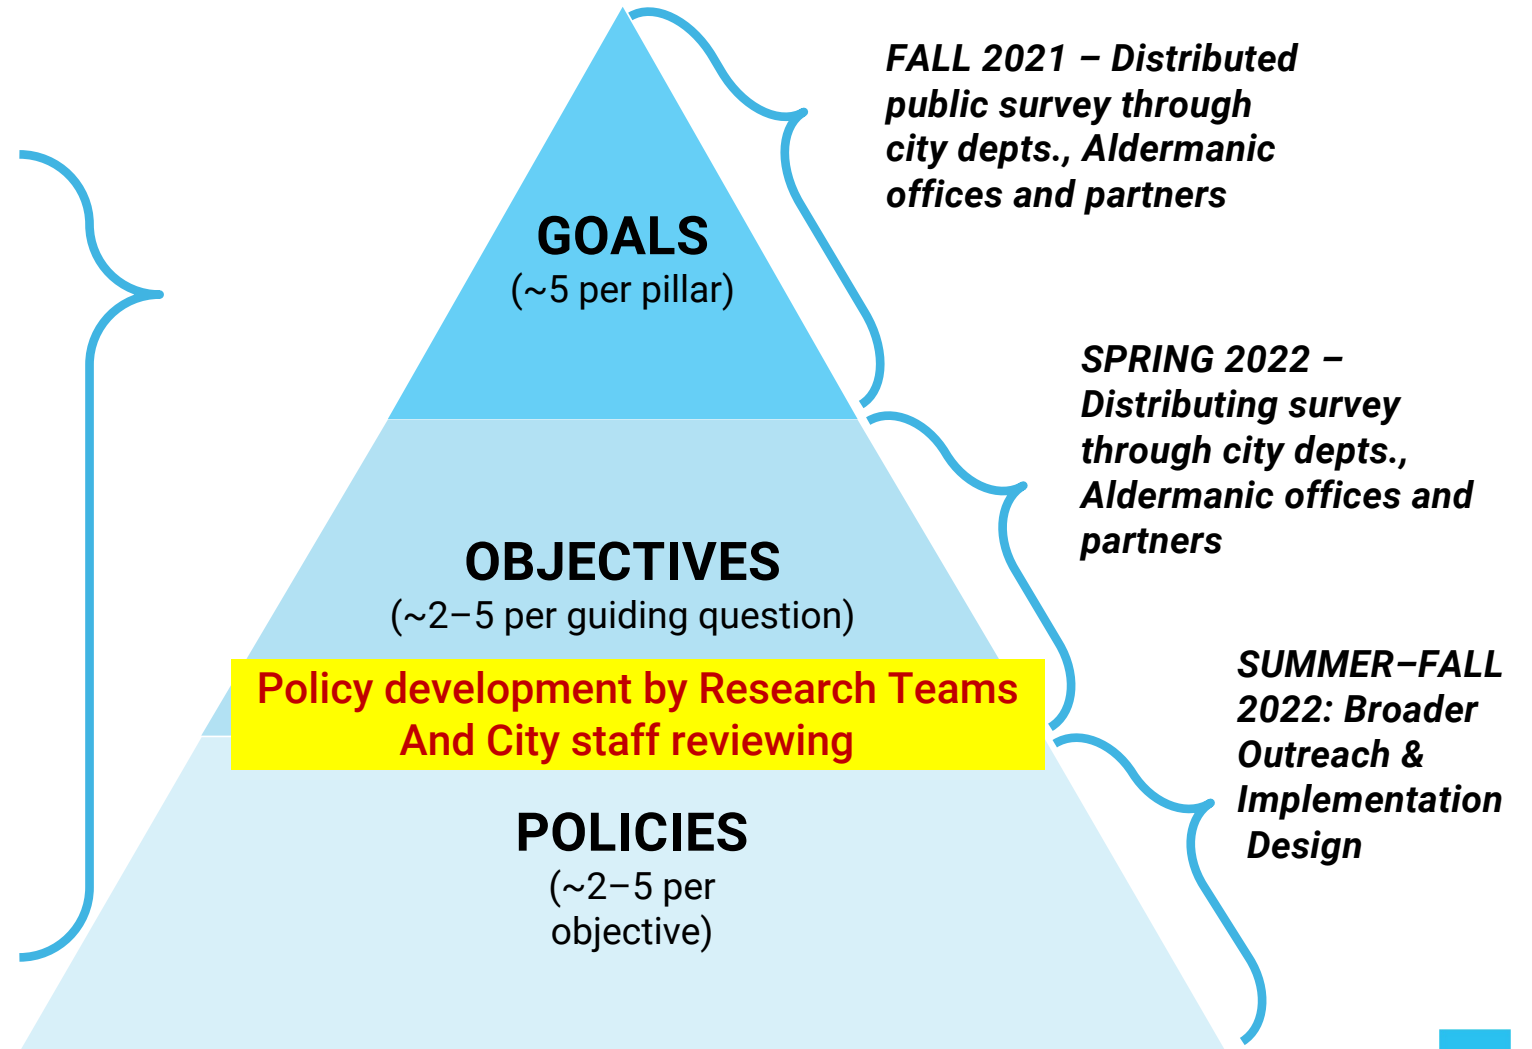 FALL 2021 – Distributed
public survey through
city depts., Aldermanic
offices and partners
GOALS
(~5 per pillar)
SPRING 2022 –
Distributing survey
through city depts.,
Aldermanic offices and
partners
OBJECTIVES
(~2–5 per guiding question)
Policy development by Research Teams
And City staff reviewing
SUMMER–FALL
2022: Broader
Outreach &
Implementation
Design
POLICIES
(~2–5 per
objective)